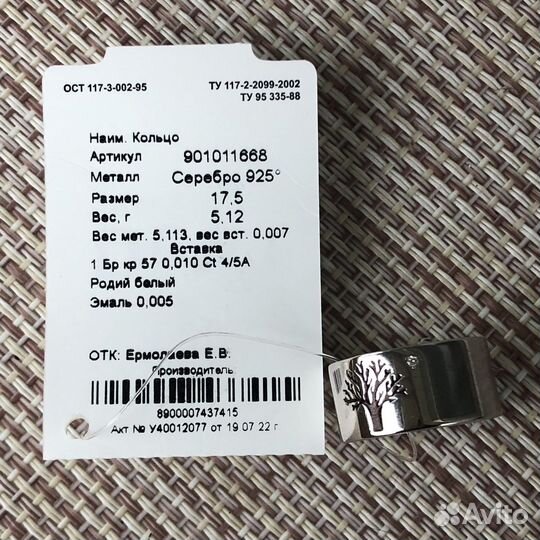 ОСТ 117-3-002-95 ТУ 117-2-2099-2002
ТУ 95 335-88
Наим. Кольцо
Артикул 901011668
Металл Серебро 925°
Размер 17,5
Вес, г 5,12
Вес мет. 5,113, вес вст. 0,007
Вставка
1 Бр кр 57 0,010 Ct 4/5А
Родий белый
Эмаль 0,005
ОТК: Ермолаева Е.В.
Производитель:
8900007437415
Акт № У40012077 от 19 07 22 г.
Avito